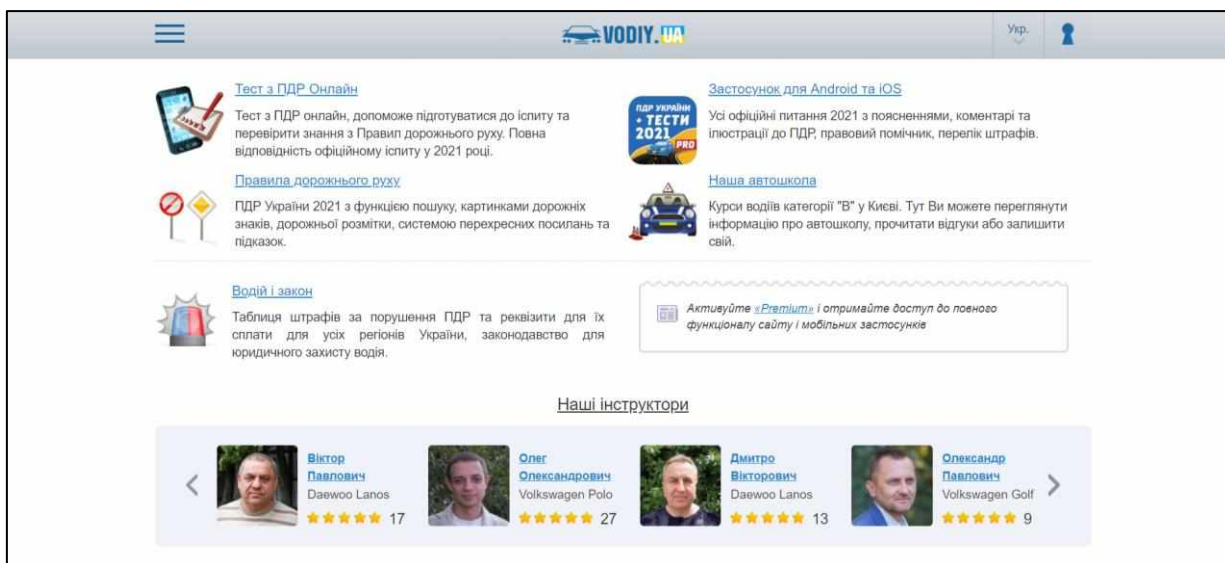 VODIY.UA
Укр.
Тест з ПДР Онлайн
Тест з ПДР онлайн, допоможе підготуватися до іспиту та
перевірити знання з Правил дорожнього руху. Повна
відповідність офіційному іспиту у 2021 році.
ПДР УКРАЇНИ
+ ТЕСТИ
2021
PRO
Застосунок для Android та iOS
Усі офіційні питання 2021 з поясненнями, коментарі та
ілюстрації до ПДР, правовий помічник, перелік штрафів.
Правила дорожнього руху
ПДР України 2021 з функцією пошуку, картинками дорожніх
знаків, дорожньої розмітки, системою перехресних посилань та
підказок.
Наша автошкола
Курси водіїв категорії "В" у Києві. Тут Ви можете переглянути
інформацію про автошколу, прочитати відгуки або залишити
свій.
Водій і закон
Таблиця штрафів за порушення ПДР та реквізити для їх
сплати для усіх регіонів України, законодавство для
юридичного захисту водія.
Активуйте «Premium» і отримайте доступ до повного
функціоналу сайту і мобільних застосунків
Наші інструктори
Віктор
Павлович
Daewoo Lanos
17
Олег
Олександрович
Volkswagen Polo
27
Дмитро
Вікторович
Daewoo Lanos
13
Олександр
Павлович
Volkswagen Golf
9